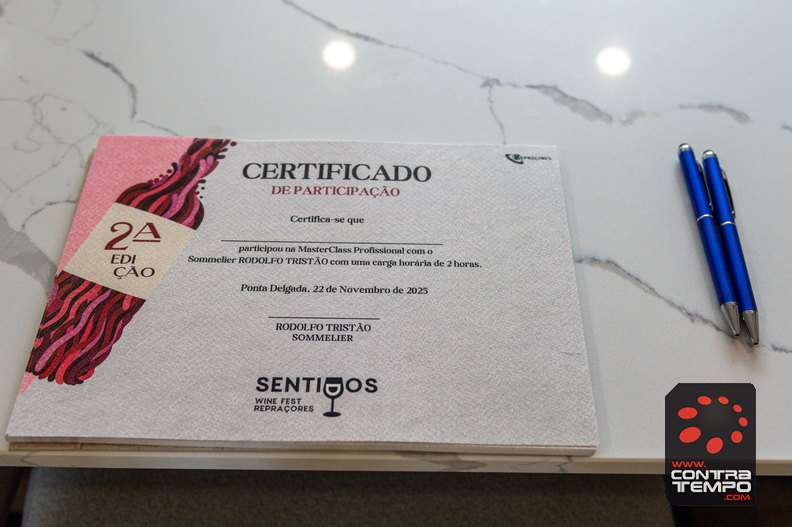 CERTIFICADO
DE PARTICIPAÇÃO
REPRAÇORES
Certifica-se que
participou na MasterClass Profissional com o
Sommelier RODOLFO TRISTÃO com uma carga horária de 2 horas.
Ponta Delgada, 22 de Novembro de 2025
RODOLFO TRISTÃO
SOMMELIER
2ª
EDI
ÇÃO
SENTIDOS
WINE FEST
REPRAÇORES
WWW.
CONTRA
TEMPO
.COM